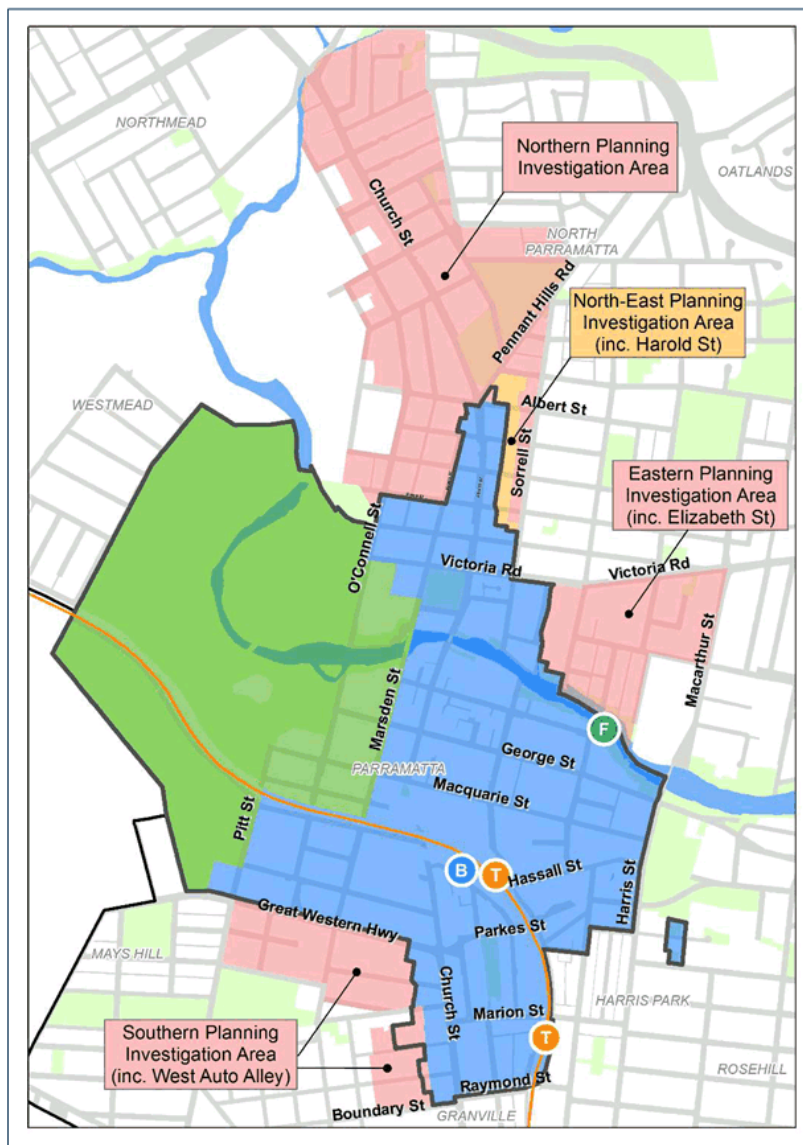 NORTHMEAD
Northern Planning
Investigation Area
OATLANDS
Church St
NORTH
PARRAMATTA
Pennant Hills Rd
North-East Planning
Investigation Area
(inc. Harold St)
WESTMEAD
Albert St
Sorrell St
Eastern Planning
Investigation Area
(inc. Elizabeth St)
O'Connell St
Victoria Rd
Victoria Rd
Macarthur St
Marsden St
F
George St
PARRAMATTA
Macquarie St
Pitt St
B
T
Hassall St
Harris St
Great Western Hwy
Parkes St
MAYS HILL
Church St
HARRIS PARK
Marion St
Southern Planning
Investigation Area
(inc. West Auto Alley)
T
ROSEHILL
Raymond St
Boundary St
GRANVILLE